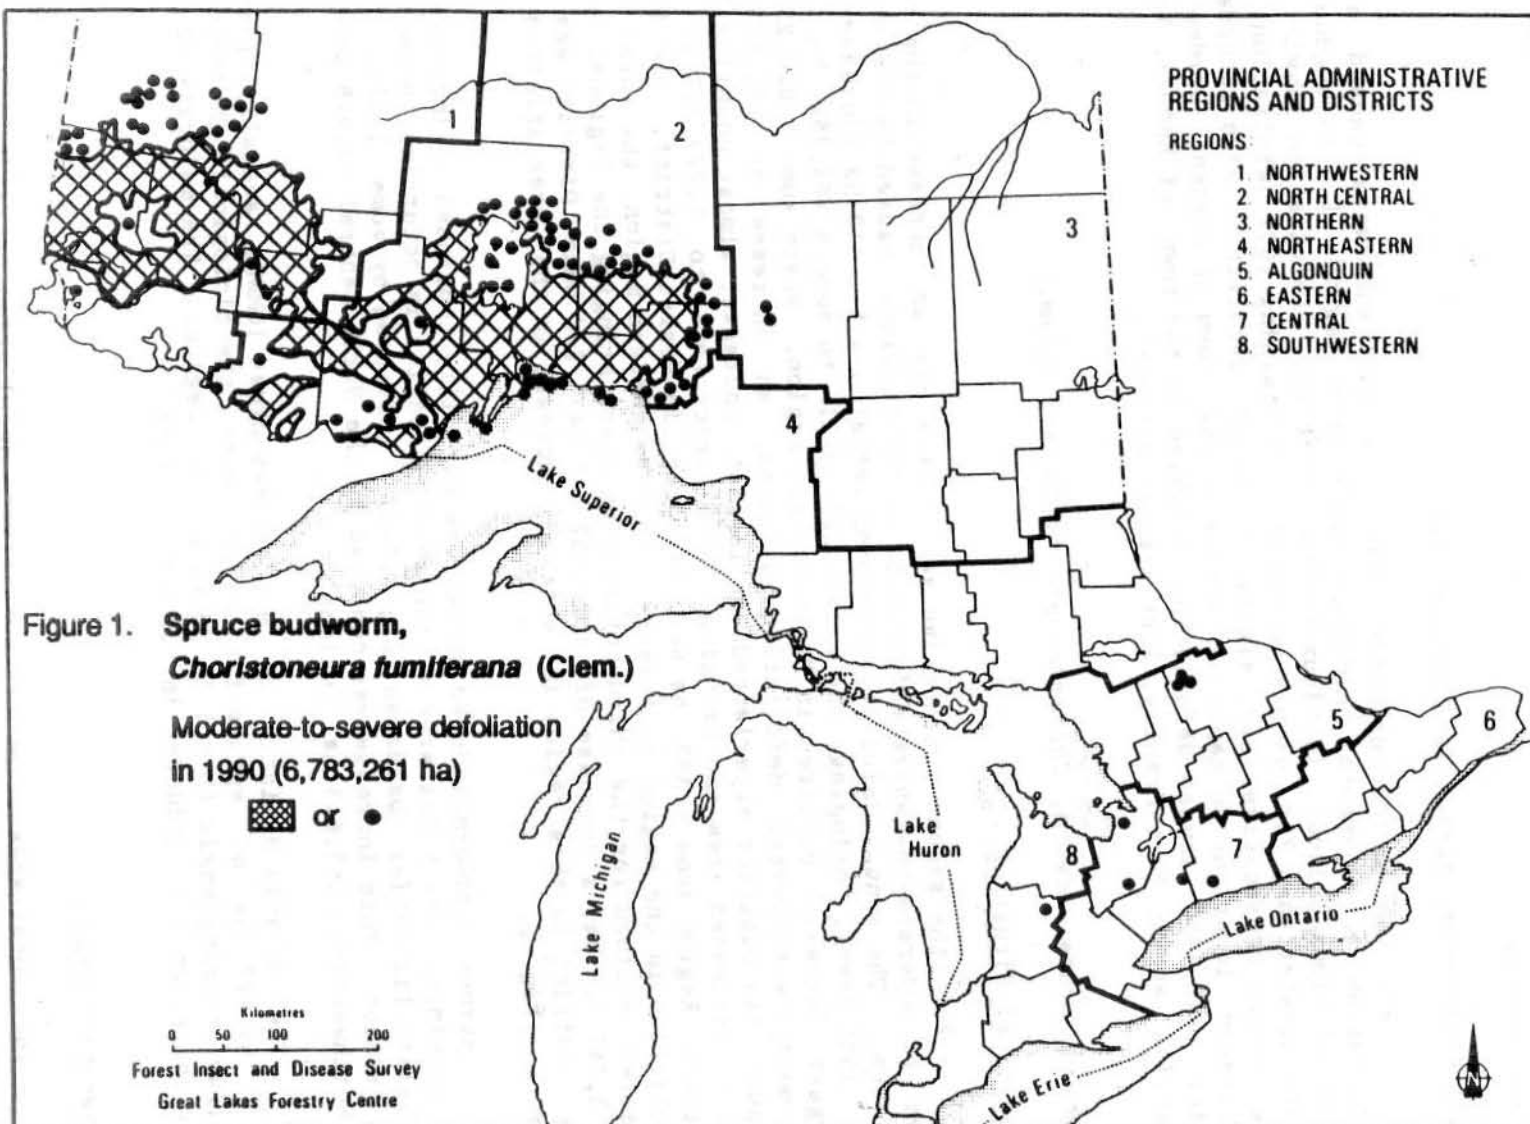 PROVINCIAL ADMINISTRATIVE
REGIONS AND DISTRICTS
REGIONS:
1. NORTHWESTERN
2. NORTH CENTRAL
3. NORTHERN
4. NORTHEASTERN
5. ALGONQUIN
6. EASTERN
7. CENTRAL
8. SOUTHWESTERN
1
2
3
4
5
6
7
8
Lake Superior
Lake Michigan
Lake
Huron
Lake Ontario
Lake Erie
Figure 1. Spruce budworm,
Choristoneura fumiferana (Clem.)
Moderate-to-severe defoliation
in 1990 (6,783,261 ha)
or
Kilometres
0 50 100 200
Forest Insect and Disease Survey
Great Lakes Forestry Centre
N